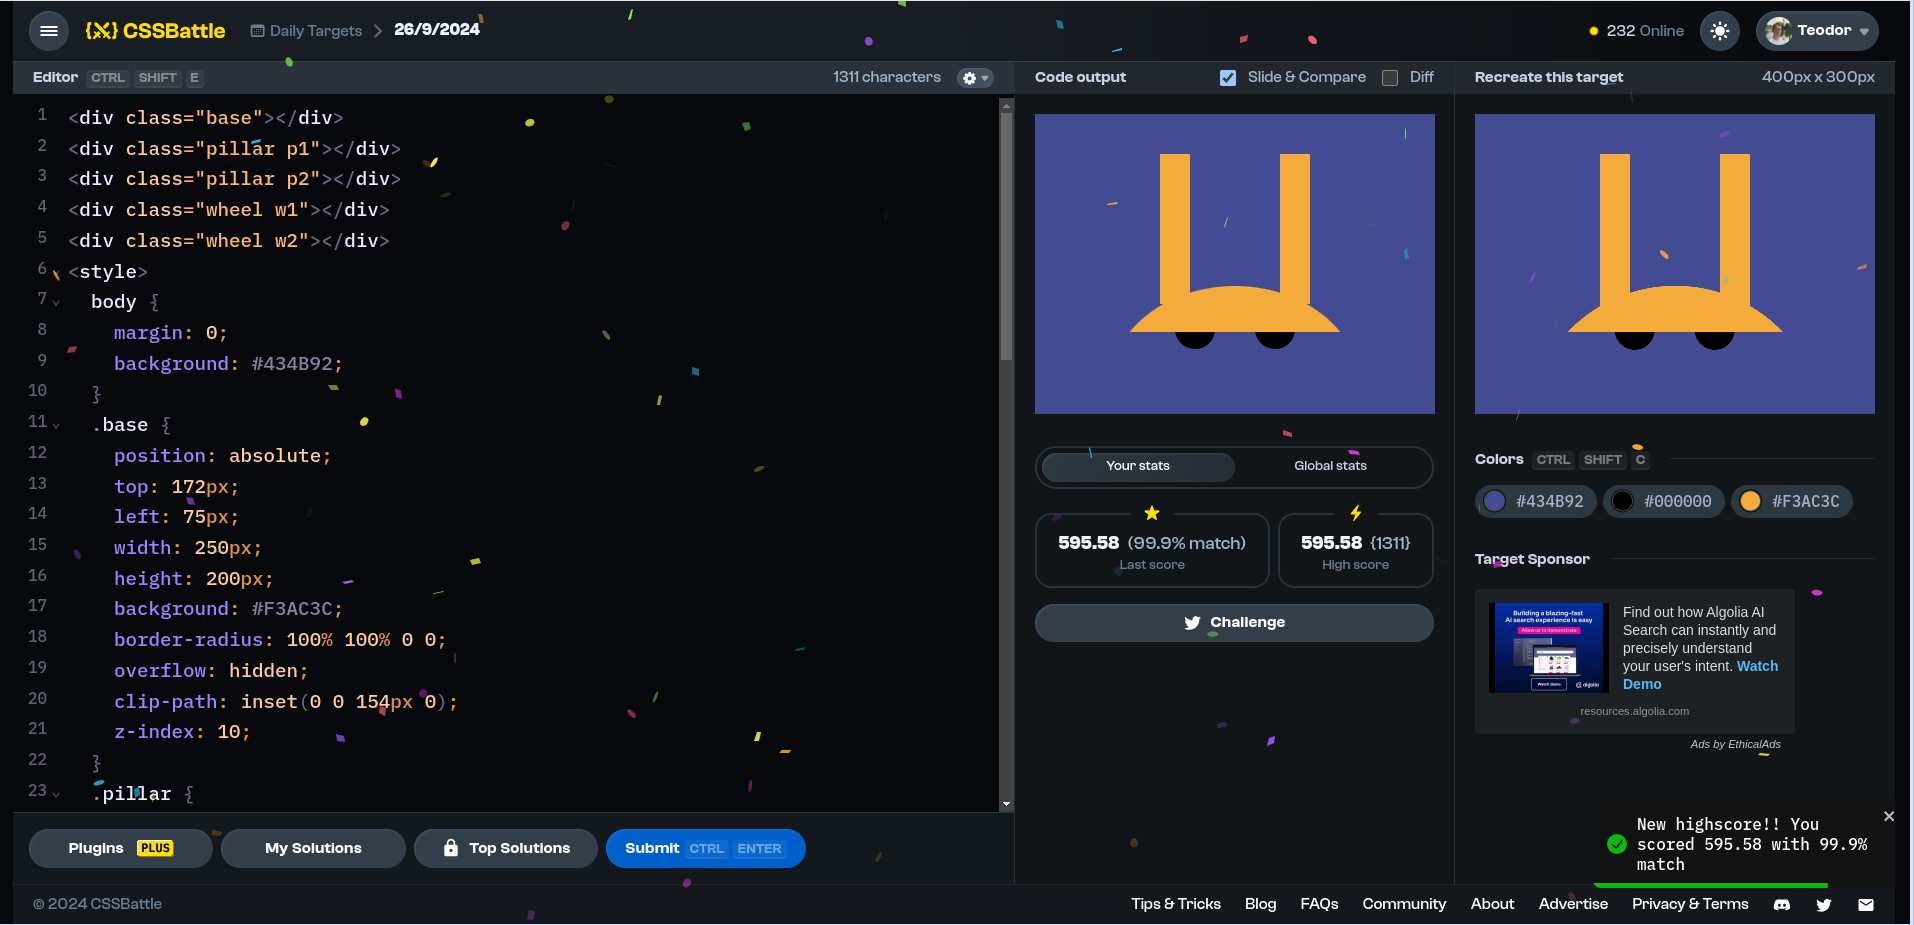 CSSBattle
Daily Targets
26/9/2024
232 Online
Teodor
Editor CTRL SHIFT E
1311 characters
Code output
Slide & Compare
Diff
Recreate this target
400px x 300px
1 <div class="base"></div>
2 <div class="pillar p1"></div>
3 <div class="pillar p2"></div>
4 <div class="wheel w1"></div>
5 <div class="wheel w2"></div>
6 <style>
7 body {
8 margin: 0;
9 background: #434B92;
10 }
11 .base {
12 position: absolute;
13 top: 172px;
14 left: 75px;
15 width: 250px;
16 height: 200px;
17 background: #F3AC3C;
18 border-radius: 100% 100% 0 0;
19 overflow: hidden;
20 clip-path: inset(0 0 154px 0);
21 z-index: 10;
22 }
23 .pillar {
Your stats
Global stats
595.58 (99.9% match)
Last score
595.58 {1311}
High score
Challenge
Colors CTRL SHIFT C
#434B92
#000000
#F3AC3C
Target Sponsor
Building a blazing-fast
AI search experience is easy
Allow us to demonstrate
Watch demo
algolia
Find out how Algolia AI
Search can instantly and
precisely understand
your user's intent. Watch
Demo
resources.algolia.com
Ads by EthicalAds
New highscore!! You
scored 595.58 with 99.9%
match
Plugins PLUS
My Solutions
Top Solutions
Submit CTRL ENTER
© 2024 CSSBattle
Tips & Tricks
Blog
FAQs
Community
About
Advertise
Privacy & Terms